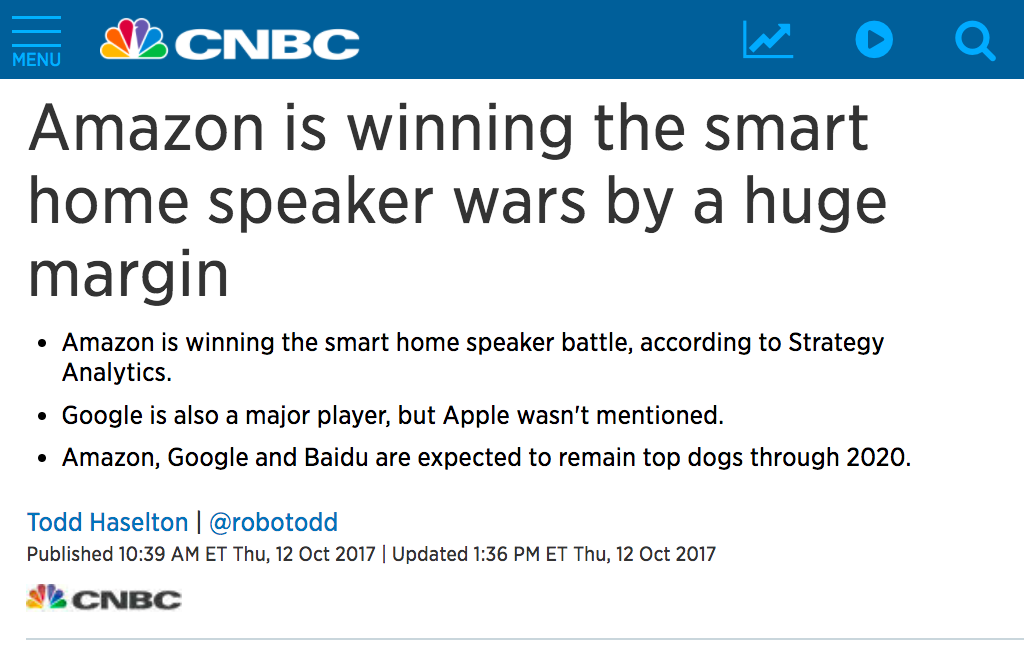 MENU
CNBC
Amazon is winning the smart
home speaker wars by a huge
margin
• Amazon is winning the smart home speaker battle, according to Strategy
Analytics.
• Google is also a major player, but Apple wasn't mentioned.
• Amazon, Google and Baidu are expected to remain top dogs through 2020.
Todd Haselton | @robotodd
Published 10:39 AM ET Thu, 12 Oct 2017 | Updated 1:36 PM ET Thu, 12 Oct 2017
CNBC